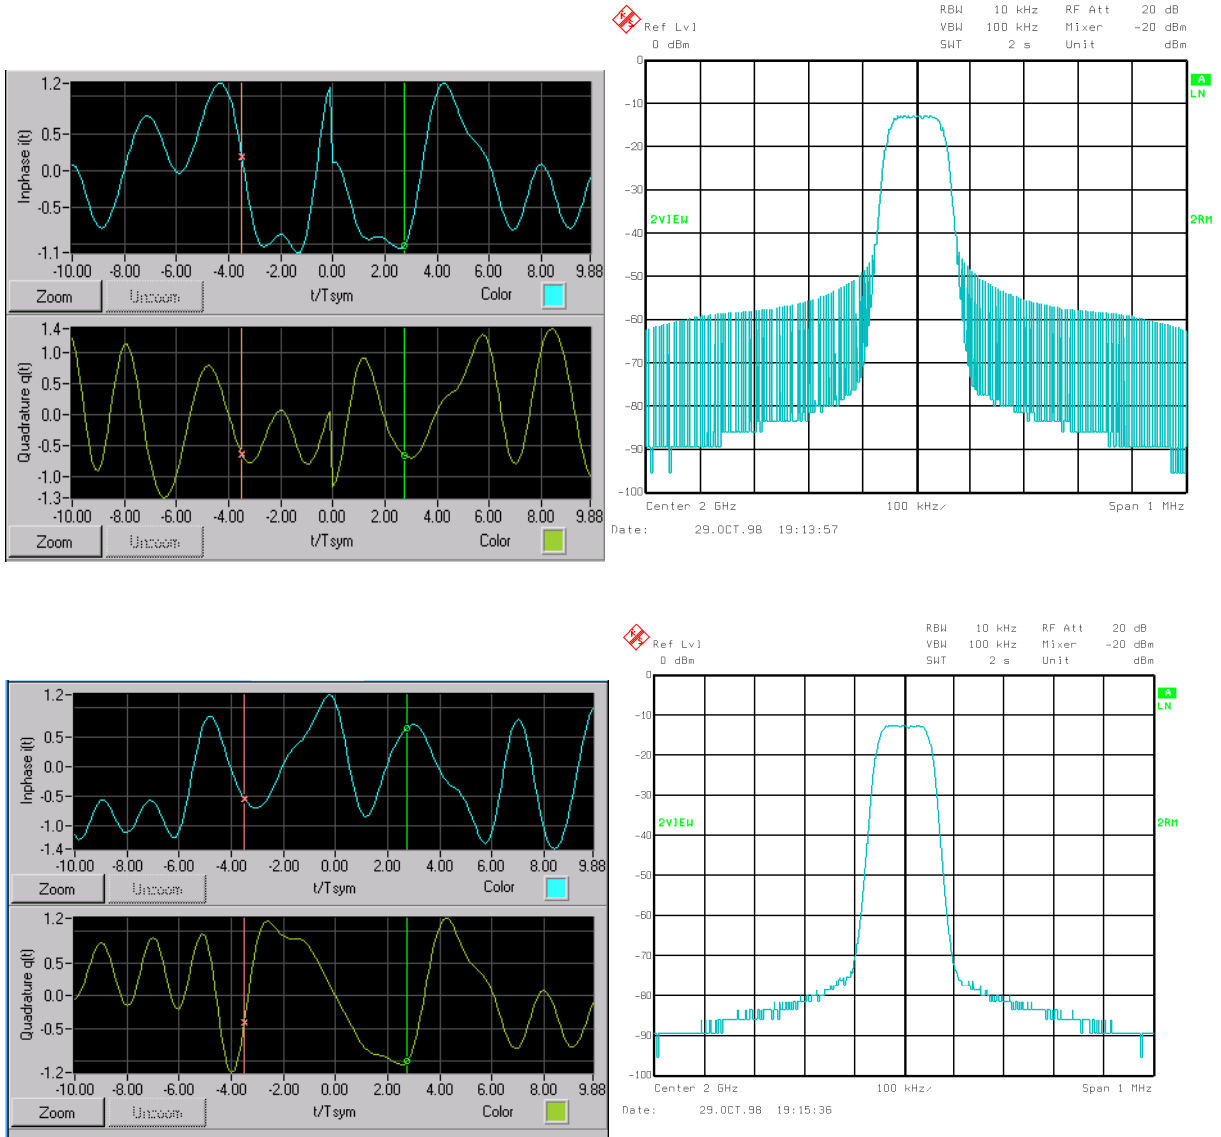 RBW 10 kHz RF Att 20 dB
Ref Lvl VBW 100 kHz Mixer -20 dBm
0 dBm SWT 2 s Unit dBm
0
A
LN
-10
-20
-30
2VIEW 2RM
-40
-50
-60
-70
-80
-90
-100
Center 2 GHz 100 kHz/ Span 1 MHz
Date: 29.OCT.98 19:13:57
Inphase i(t)
1.2
0.5
0.0
-0.5
-1.1
-10.00 -8.00 -6.00 -4.00 -2.00 0.00 2.00 4.00 6.00 8.00 9.88
Zoom Unzoom t/Tsym Color
Quadrature q(t)
1.4
1.0
0.5
0.0
-0.5
-1.0
-1.3
-10.00 -8.00 -6.00 -4.00 -2.00 0.00 2.00 4.00 6.00 8.00 9.88
Zoom Unzoom t/Tsym Color
RBW 10 kHz RF Att 20 dB
Ref Lvl VBW 100 kHz Mixer -20 dBm
0 dBm SWT 2 s Unit dBm
0
A
LN
-10
-20
-30
2VIEW 2RM
-40
-50
-60
-70
-80
-90
-100
Center 2 GHz 100 kHz/ Span 1 MHz
Date: 29.OCT.98 19:15:36
Inphase i(t)
1.2
0.5
0.0
-0.5
-1.0
-1.4
-10.00 -8.00 -6.00 -4.00 -2.00 0.00 2.00 4.00 6.00 8.00 9.88
Zoom Unzoom t/Tsym Color
Quadrature q(t)
1.2
0.5
0.0
-0.5
-1.2
-10.00 -8.00 -6.00 -4.00 -2.00 0.00 2.00 4.00 6.00 8.00 9.88
Zoom Unzoom t/Tsym Color